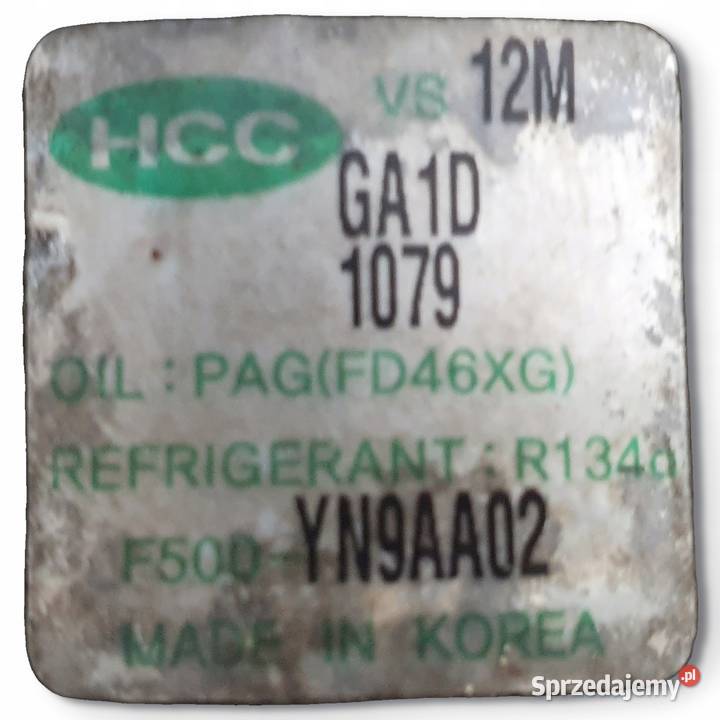 HCC VS 12M
GA1D
1079
OIL : PAG(FD46XG)
REFRIGERANT : R134a
F500-YN9AA02
MADE IN KOREA
Sprzedajemy.pl